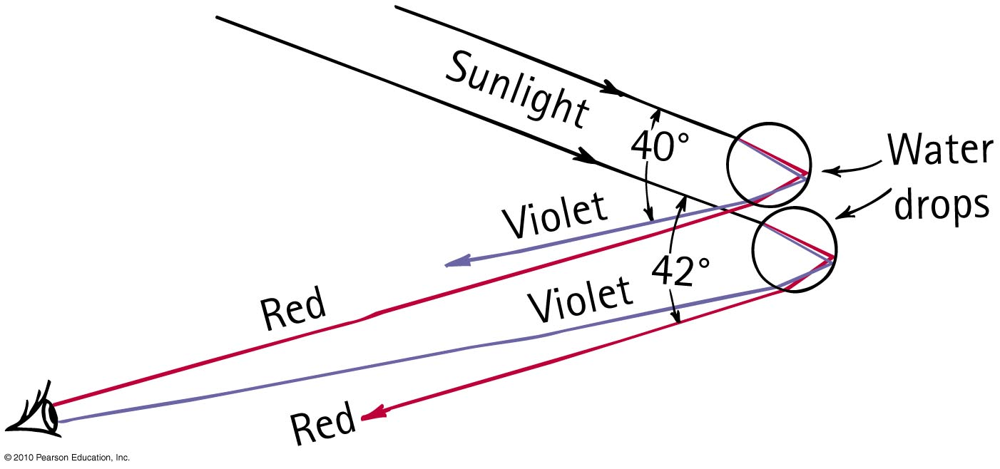 Sunlight
40°
Water
drops
Violet
42°
Violet
Red
Red
© 2010 Pearson Education, Inc.